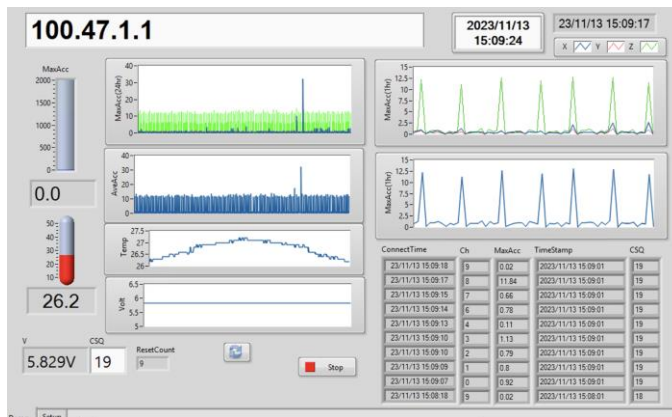 100.47.1.1
2023/11/13
15:09:24
23/11/13 15:09:17
X Y Z
MaxAcc
2000-
1500-
1000-
500-
0-
0.0
50-
40-
30-
20-
10-
26.2
V
5.829V
CSQ
19
ResetCount
9
MaxAcc(24hr)
40-
30-
20-
10-
0-
AveAcc
40-
30-
20-
10-
0-
Temp
27.5-
27-
26.5-
26-
Volt
6.5-
6-
5.5-
5-
Stop
MaxAcc(1hr)
15-
12.5-
10-
7.5-
5-
2.5-
0-
MaxAcc(1hr)
15-
12.5-
10-
7.5-
5-
2.5-
0-
ConnectTime Ch MaxAcc TimeStamp CSQ
23/11/13 15:09:18 9 0.02 2023/11/13 15:09:01 19
23/11/13 15:09:17 8 11.84 2023/11/13 15:09:01 19
23/11/13 15:09:15 7 0.66 2023/11/13 15:09:01 19
23/11/13 15:09:14 6 0.78 2023/11/13 15:09:01 19
23/11/13 15:09:13 4 0.11 2023/11/13 15:09:01 19
23/11/13 15:09:10 3 1.13 2023/11/13 15:09:01 19
23/11/13 15:09:10 2 0.79 2023/11/13 15:09:01 19
23/11/13 15:09:09 1 0.8 2023/11/13 15:09:01 19
23/11/13 15:09:07 0 0.92 2023/11/13 15:09:01 19
23/11/13 15:08:18 9 0.02 2023/11/13 15:08:01 18
Setup